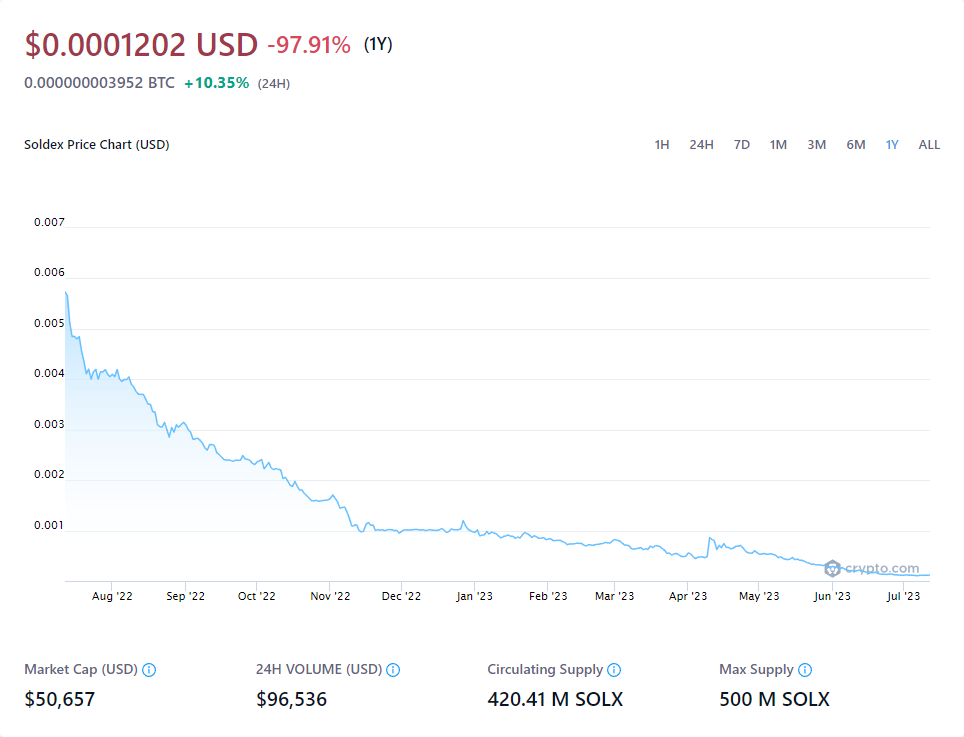 $0.0001202 USD -97.91% (1Y)
0.000000003952 BTC +10.35% (24H)
Soldex Price Chart (USD) 1H 24H 7D 1M 3M 6M 1Y ALL
0.007
0.006
0.005
0.004
0.003
0.002
0.001
crypto.com
Aug '22 Sep '22 Oct '22 Nov '22 Dec '22 Jan '23 Feb '23 Mar '23 Apr '23 May '23 Jun '23 Jul '23
Market Cap (USD) 24H VOLUME (USD) Circulating Supply Max Supply
$50,657 $96,536 420.41 M SOLX 500 M SOLX